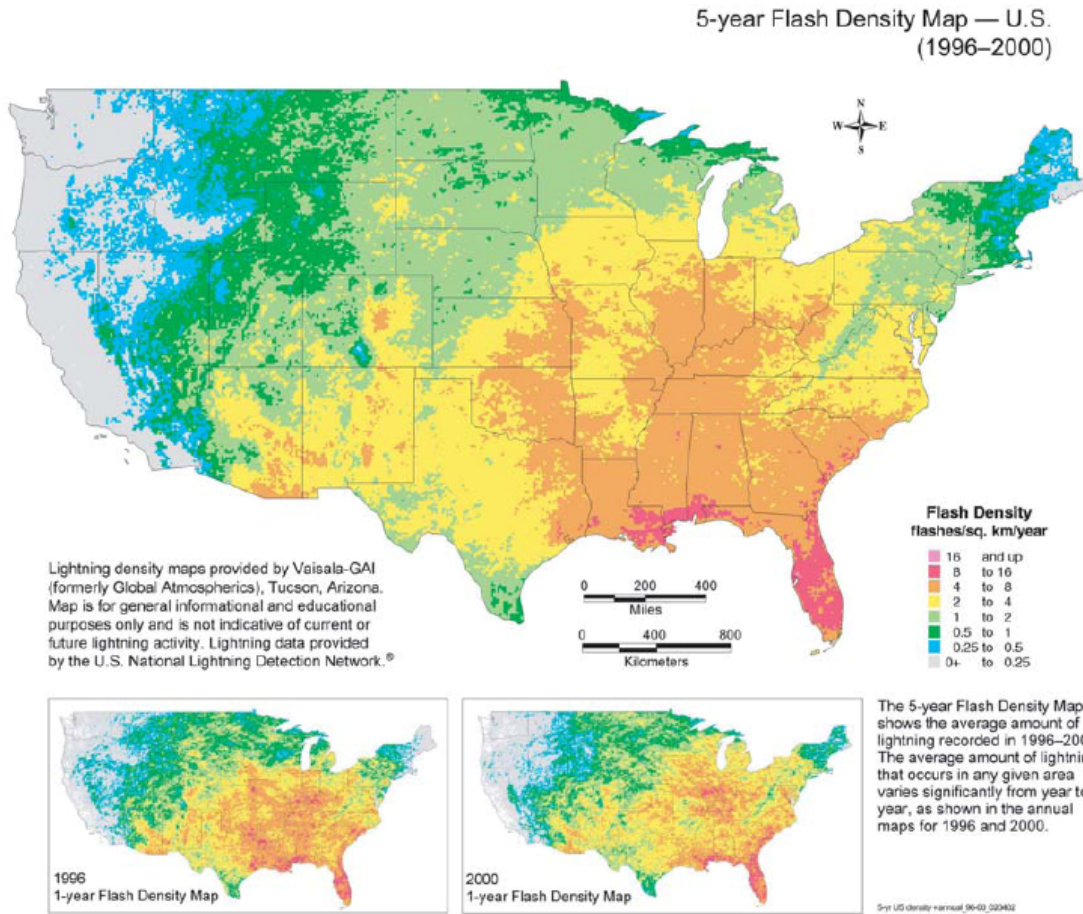 5-year Flash Density Map — U.S.
(1996–2000)
N
W E
S
Flash Density
flashes/sq. km/year
16 and up
8 to 16
4 to 8
2 to 4
1 to 2
0.5 to 1
0.25 to 0.5
0+ to 0.25
Lightning density maps provided by Vaisala-GAI
(formerly Global Atmospherics), Tucson, Arizona.
Map is for general informational and educational
purposes only and is not indicative of current or
future lightning activity. Lightning data provided
by the U.S. National Lightning Detection Network.®
0 200 400
Miles
0 400 800
Kilometers
1996
1-year Flash Density Map
2000
1-year Flash Density Map
The 5-year Flash Density Map
shows the average amount of
lightning recorded in 1996–200
The average amount of lightnin
that occurs in any given area
varies significantly from year to
year, as shown in the annual
maps for 1996 and 2000.